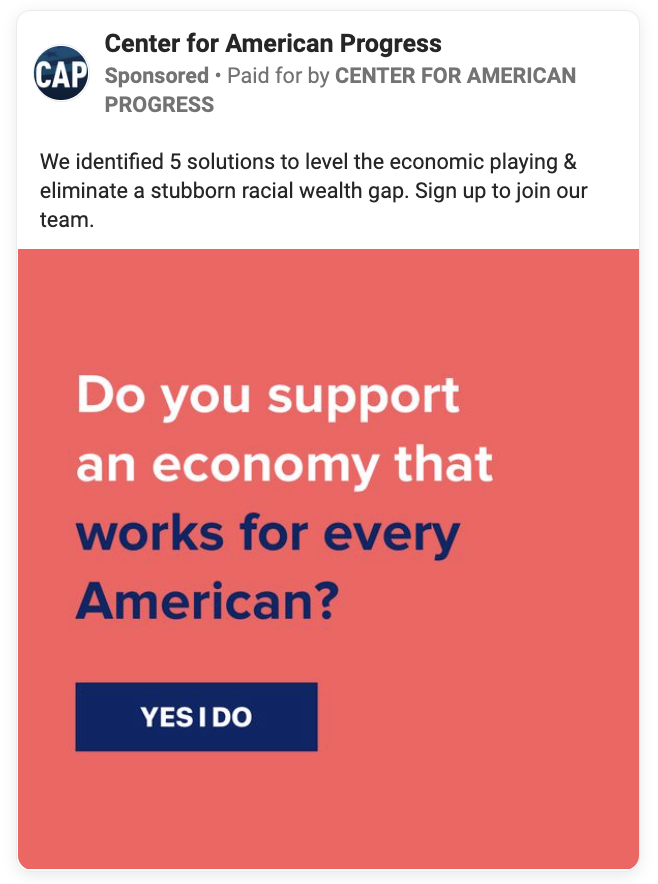 CAP
Center for American Progress
Sponsored • Paid for by CENTER FOR AMERICAN
PROGRESS
We identified 5 solutions to level the economic playing &
eliminate a stubborn racial wealth gap. Sign up to join our
team.
Do you support
an economy that
works for every
American?
YES I DO